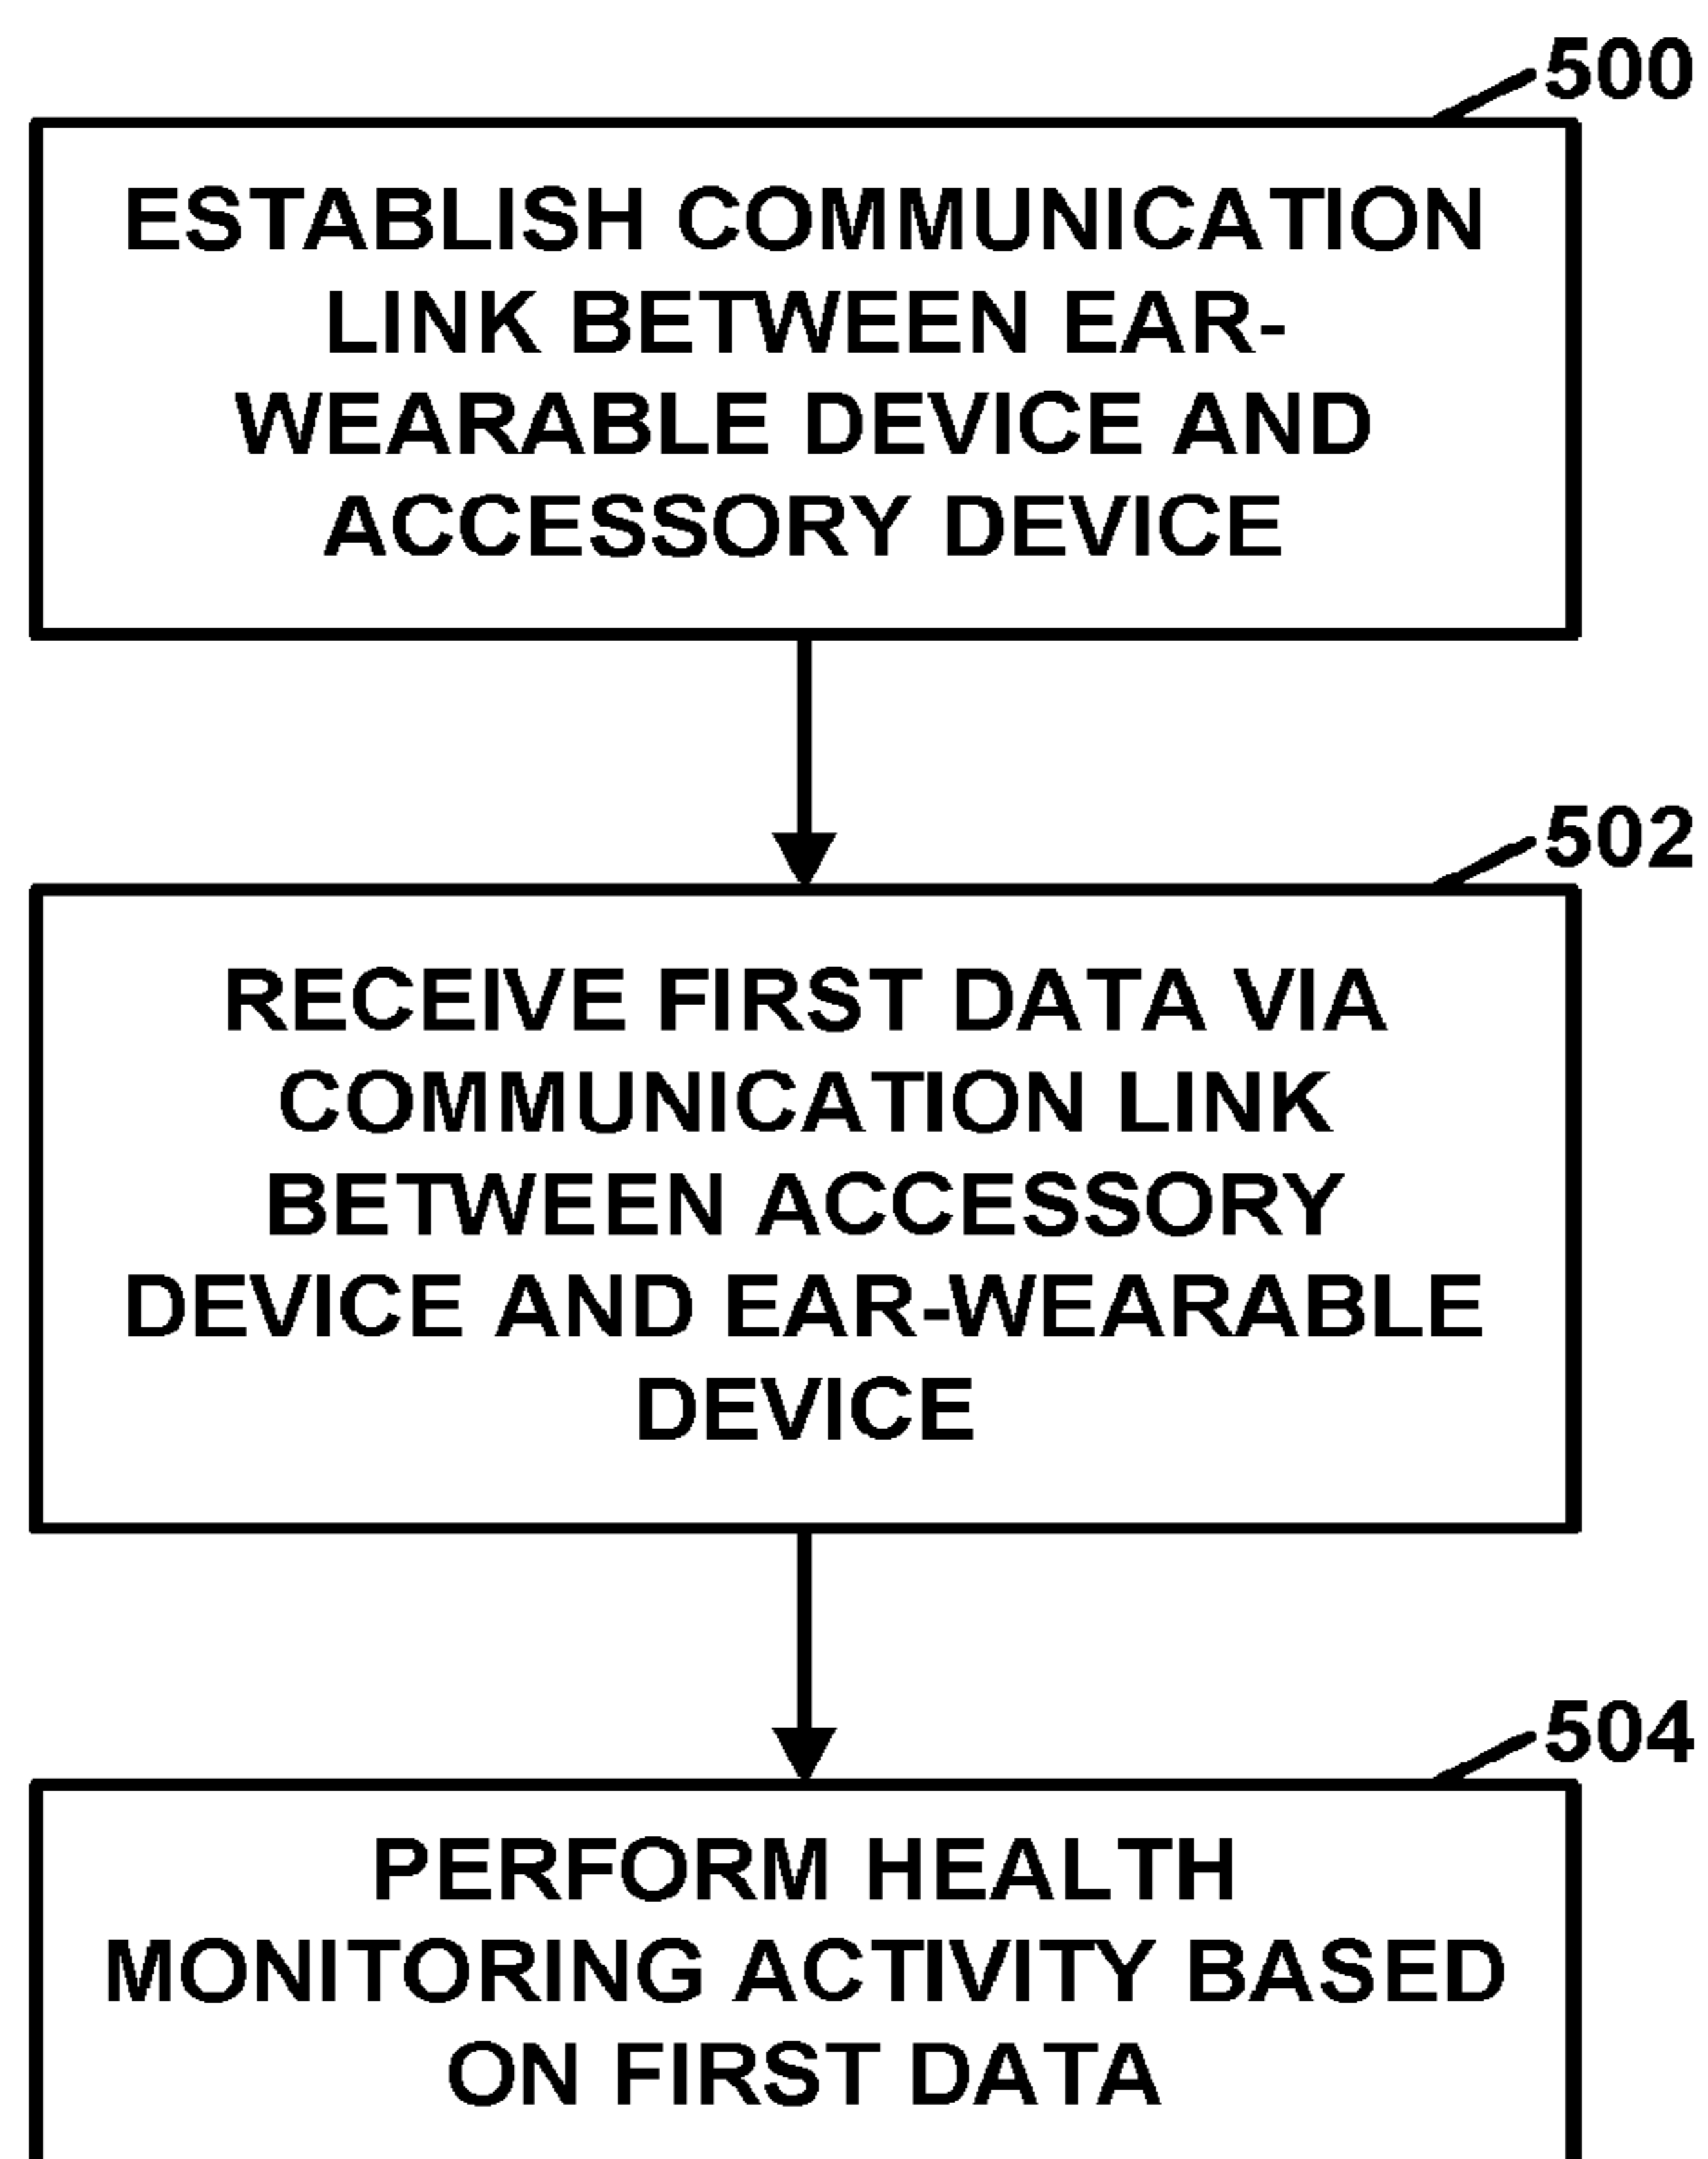 500
ESTABLISH COMMUNICATION
LINK BETWEEN EAR-
WEARABLE DEVICE AND
ACCESSORY DEVICE
502
RECEIVE FIRST DATA VIA
COMMUNICATION LINK
BETWEEN ACCESSORY
DEVICE AND EAR-WEARABLE
DEVICE
504
PERFORM HEALTH
MONITORING ACTIVITY BASED
ON FIRST DATA